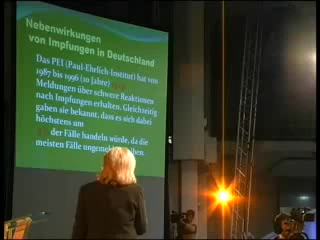 Nebenwirkungen
von Impfungen in Deutschland
Das PEI (Paul-Ehrlich-Institut) hat von
1987 bis 1996 (10 Jahre)
Meldungen über schwere Reaktionen
nach Impfungen erhalten. Gleichzeitig
gaben sie bekannt, dass es sich dabei
höchstens um
der Fälle handeln würde, da die
meisten Fälle